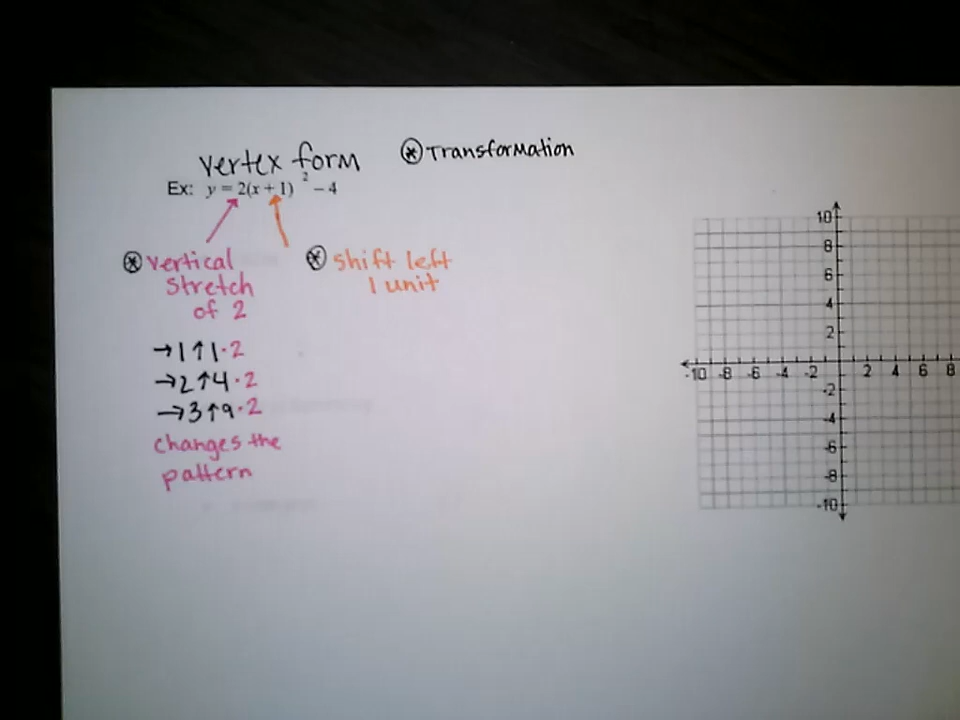 vertex form
⊛ Transformation
Ex: y = 2(x + 1)² − 4
⊛ vertical
stretch
of 2
⊛ shift left
1 unit
→1↑1·2
→2↑4·2
→3↑9·2
changes the
pattern
10
8
6
4
2
-10 -8 -6 -4 -2 2 4 6 8
-2
-4
-6
-8
-10